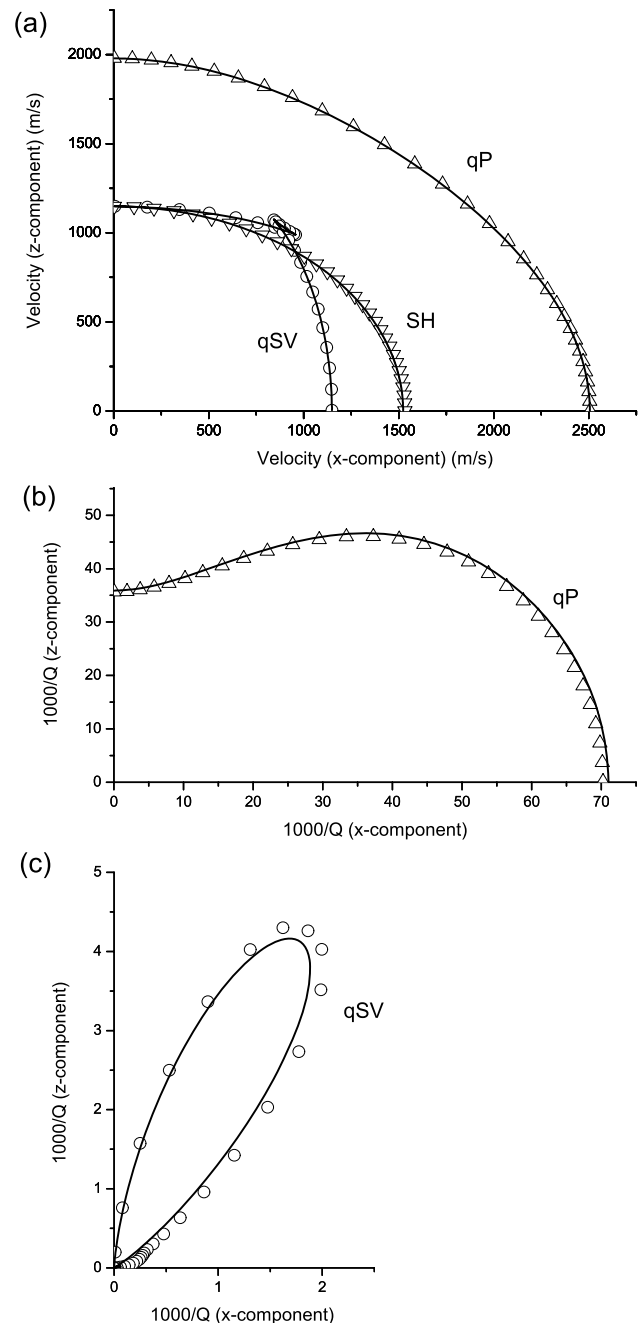 (a)
2000
1500
1000
500
0
Velocity (z-component) (m/s)
qP
SH
qSV
0 500 1000 1500 2000 2500
Velocity (x-component) (m/s)
(b)
50
40
30
20
10
0
1000/Q (z-component)
qP
0 10 20 30 40 50 60 70
1000/Q (x-component)
(c)
5
4
3
2
1
0
1000/Q (z-component)
qSV
0 1 2
1000/Q (x-component)